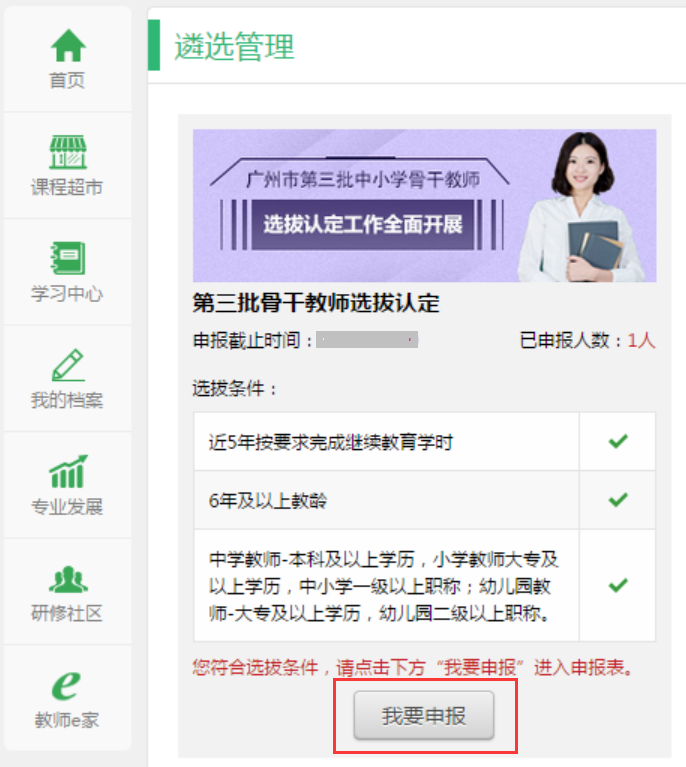 首页
课程超市
学习中心
我的档案
专业发展
研修社区
e
教师e家
遴选管理
广州市第三批中小学骨干教师
选拔认定工作全面开展
第三批骨干教师选拔认定
申报截止时间：
已申报人数：1人
选拔条件：
近5年按要求完成继续教育学时
6年及以上教龄
中学教师-本科及以上学历，小学教师大专及
以上学历，中小学一级以上职称；幼儿园教
师-大专及以上学历，幼儿园二级以上职称。
您符合选拔条件，请点击下方“我要申报”进入申报表。
我要申报